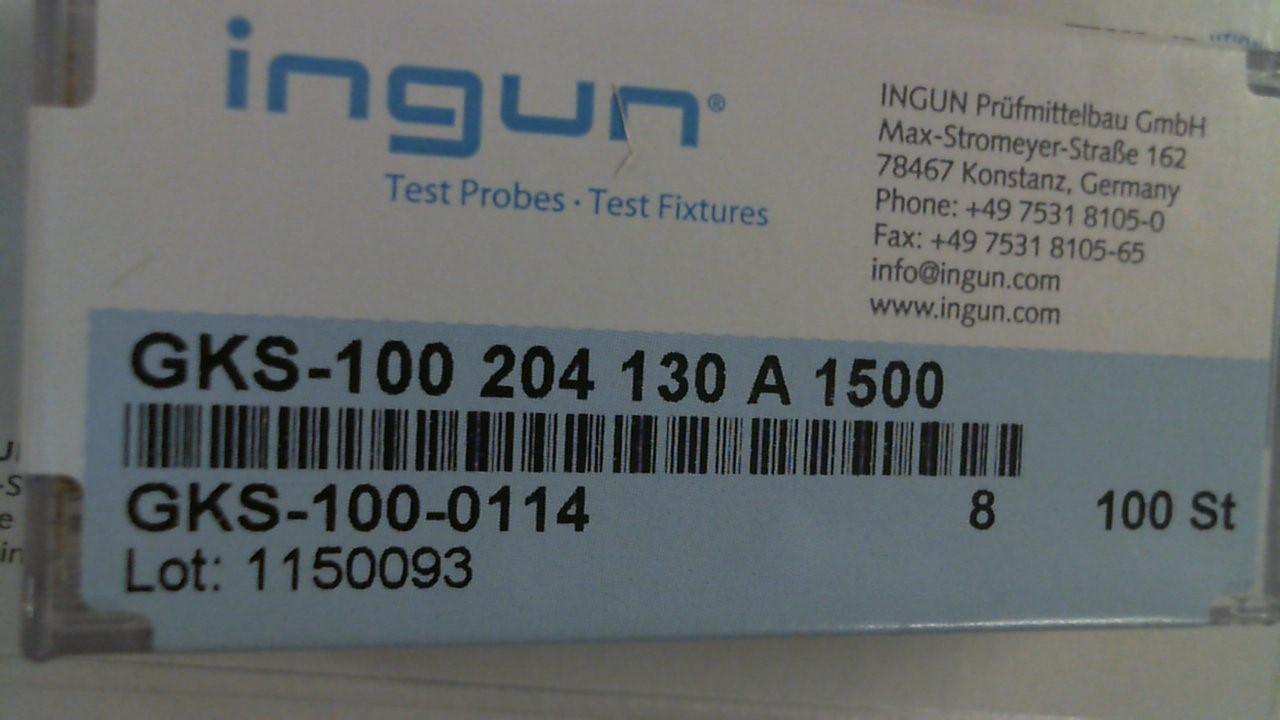 ingun®
Test Probes · Test Fixtures
INGUN Prüfmittelbau GmbH
Max-Stromeyer-Straße 162
78467 Konstanz, Germany
Phone: +49 7531 8105-0
Fax: +49 7531 8105-65
info@ingun.com
www.ingun.com
GKS-100 204 130 A 1500
GKS-100-0114 8 100 St
Lot: 1150093